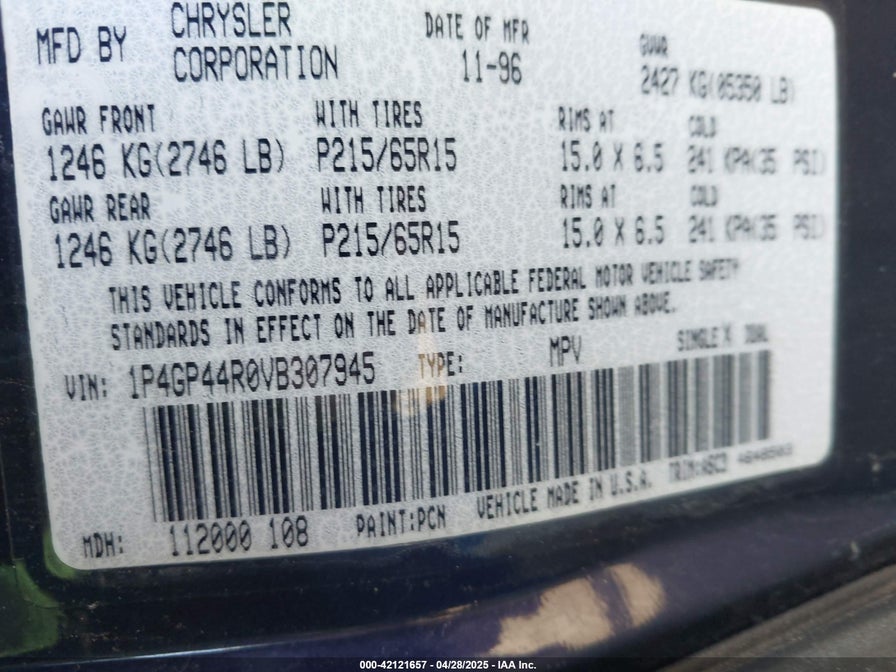 MFD BY CHRYSLER CORPORATION DATE OF MFR 11-96 GVWR 2427 KG(05350 LB)
GAWR FRONT WITH TIRES RIMS AT COLD
1246 KG(2746 LB) P215/65R15 15.0 X 6.5 241 KPA(35 PSI)
GAWR REAR WITH TIRES RIMS AT COLD
1246 KG(2746 LB) P215/65R15 15.0 X 6.5 241 KPA(35 PSI)
THIS VEHICLE CONFORMS TO ALL APPLICABLE FEDERAL MOTOR VEHICLE SAFETY
STANDARDS IN EFFECT ON THE DATE OF MANUFACTURE SHOWN ABOVE.
VIN: 1P4GP44R0VB307945 TYPE: MPV SINGLE X DUAL
MDH: 112000 108 PAINT:PCN VEHICLE MADE IN U.S.A.
000-42121657 - 04/28/2025 - IAA Inc.